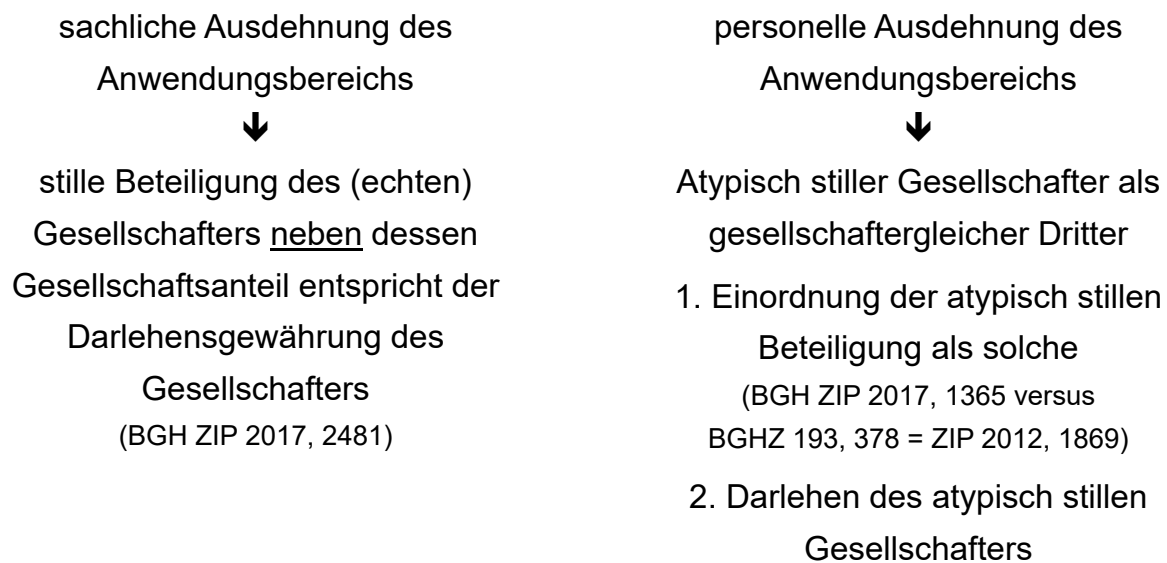 sachliche Ausdehnung des
Anwendungsbereichs
🡻
stille Beteiligung des (echten)
Gesellschafters neben dessen
Gesellschaftsanteil entspricht der
Darlehensgewährung des
Gesellschafters
(BGH ZIP 2017, 2481)
personelle Ausdehnung des
Anwendungsbereichs
🡻
Atypisch stiller Gesellschafter als
gesellschaftergleicher Dritter
1. Einordnung der atypisch stillen
Beteiligung als solche
(BGH ZIP 2017, 1365 versus
BGHZ 193, 378 = ZIP 2012, 1869)
2. Darlehen des atypisch stillen
Gesellschafters